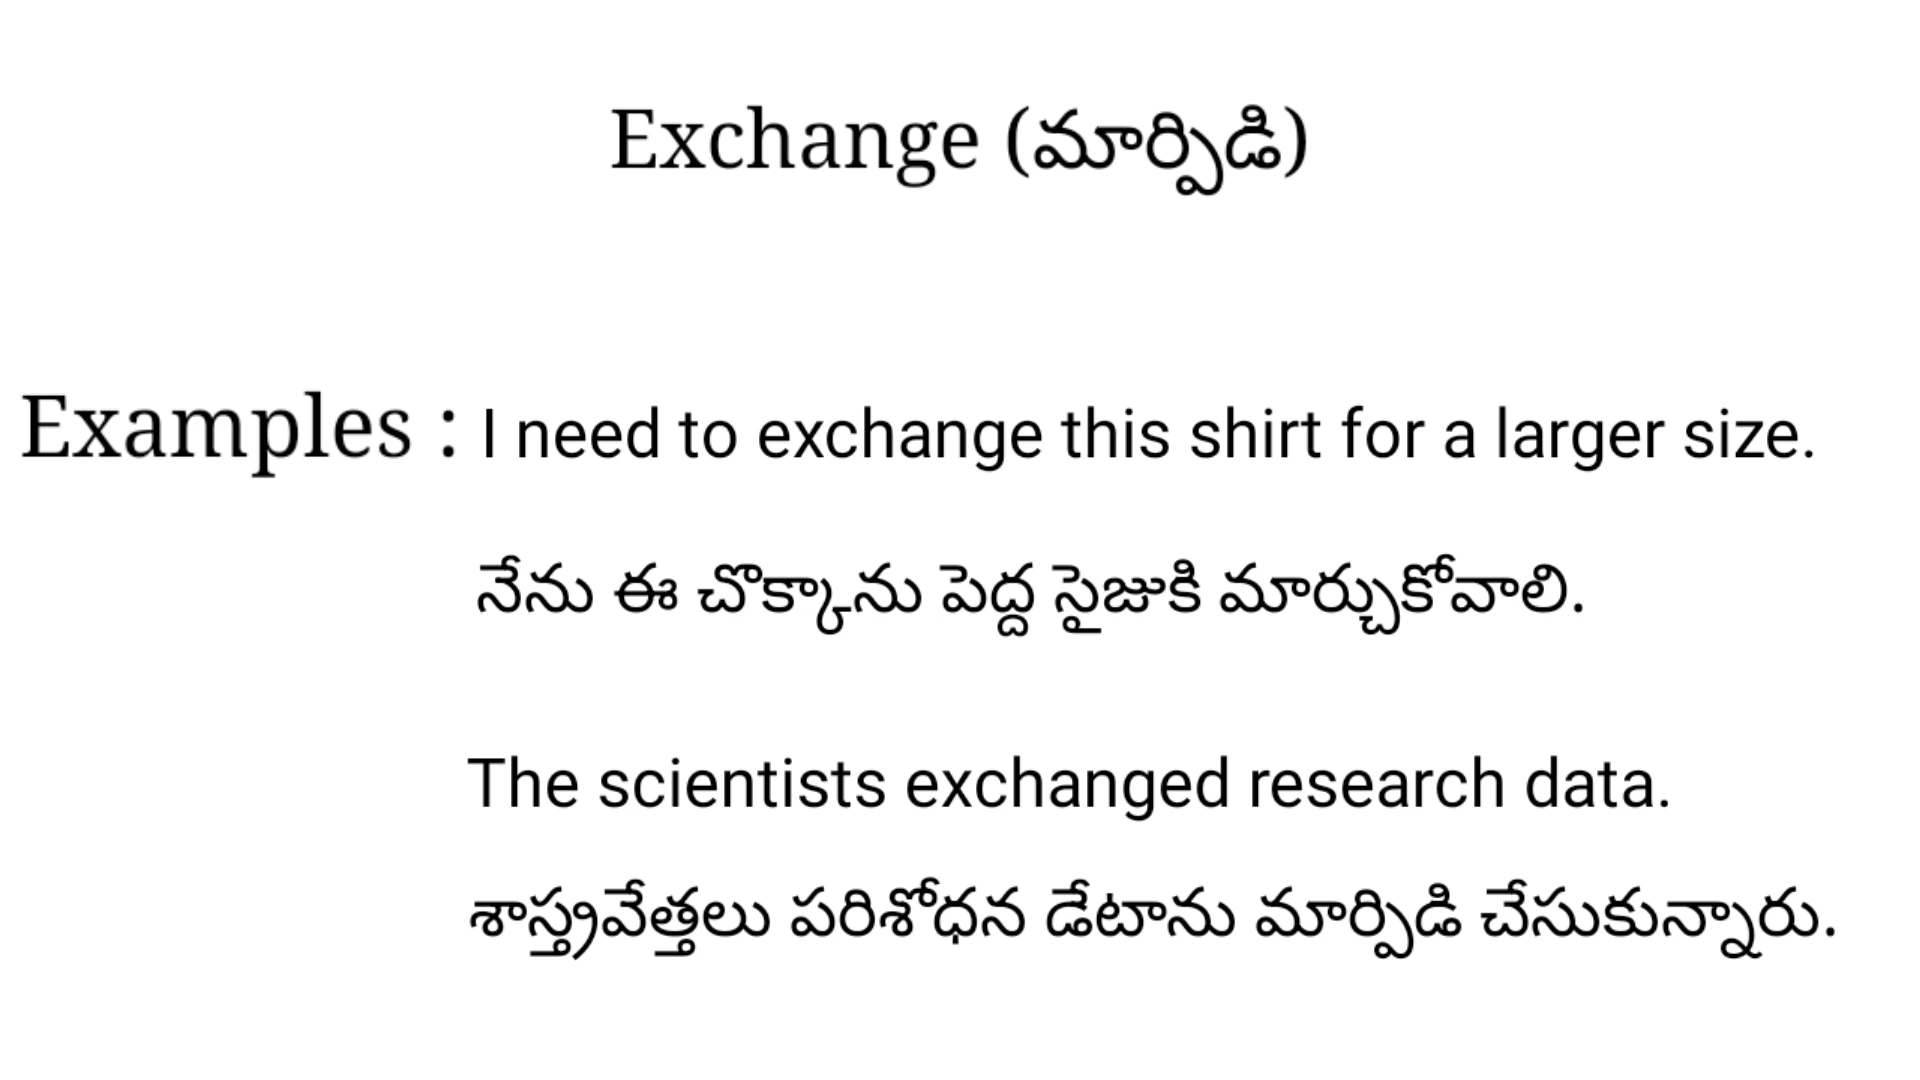 Exchange (మార్పిడి)
Examples : I need to exchange this shirt for a larger size.
నేను ఈ చొక్కాను పెద్ద సైజుకి మార్చుకోవాలి.
The scientists exchanged research data.
శాస్త్రవేత్తలు పరిశోధన డేటాను మార్పిడి చేసుకున్నారు.